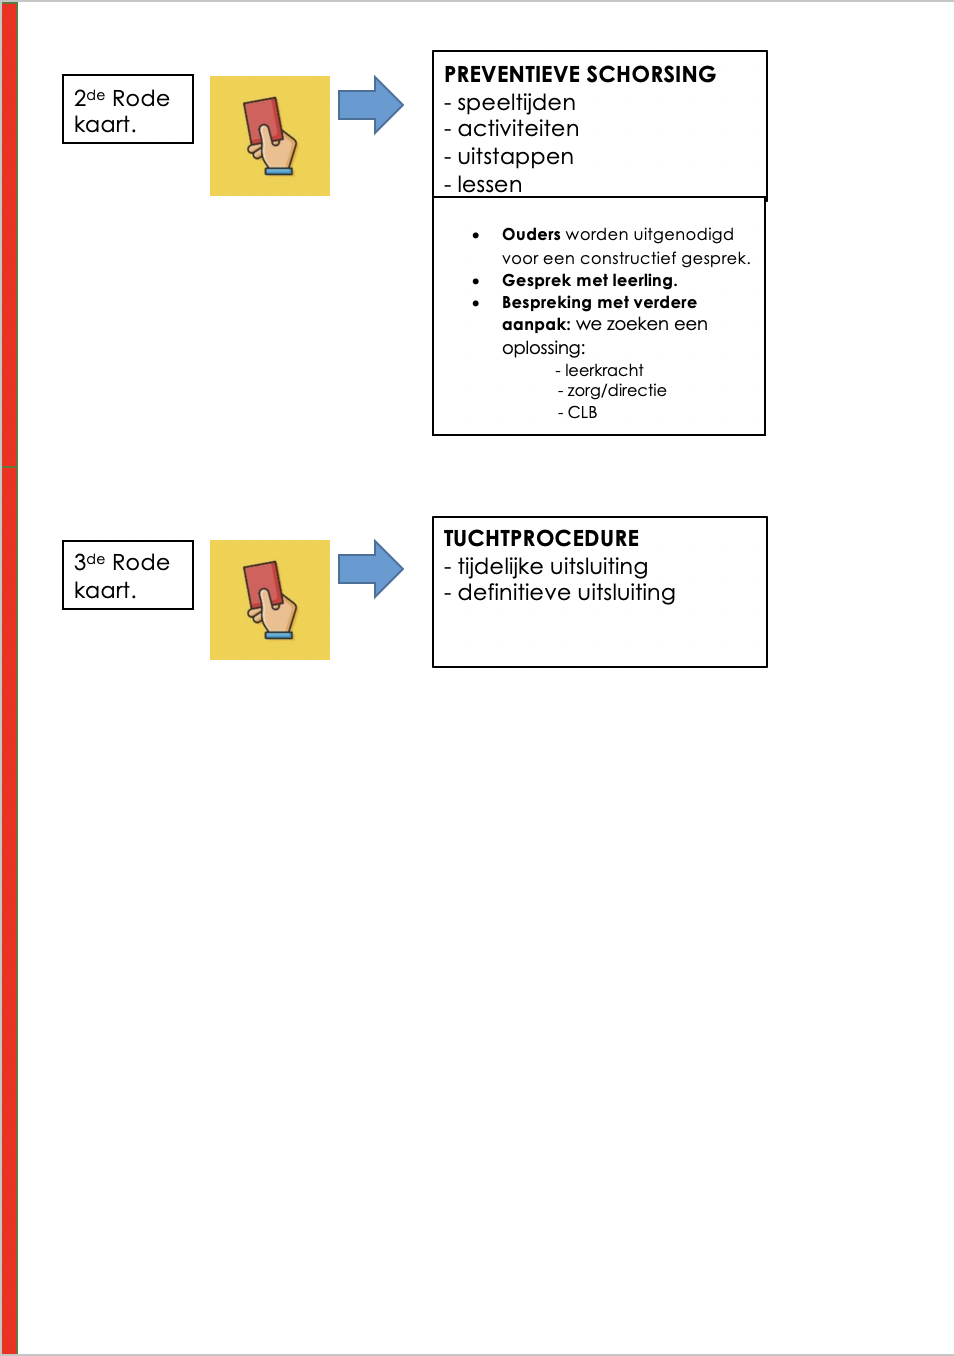 2de Rode
kaart.
PREVENTIEVE SCHORSING
- speeltijden
- activiteiten
- uitstappen
- lessen
• Ouders worden uitgenodigd
voor een constructief gesprek.
• Gesprek met leerling.
• Bespreking met verdere
aanpak: we zoeken een
oplossing:
- leerkracht
- zorg/directie
- CLB
3de Rode
kaart.
TUCHTPROCEDURE
- tijdelijke uitsluiting
- definitieve uitsluiting